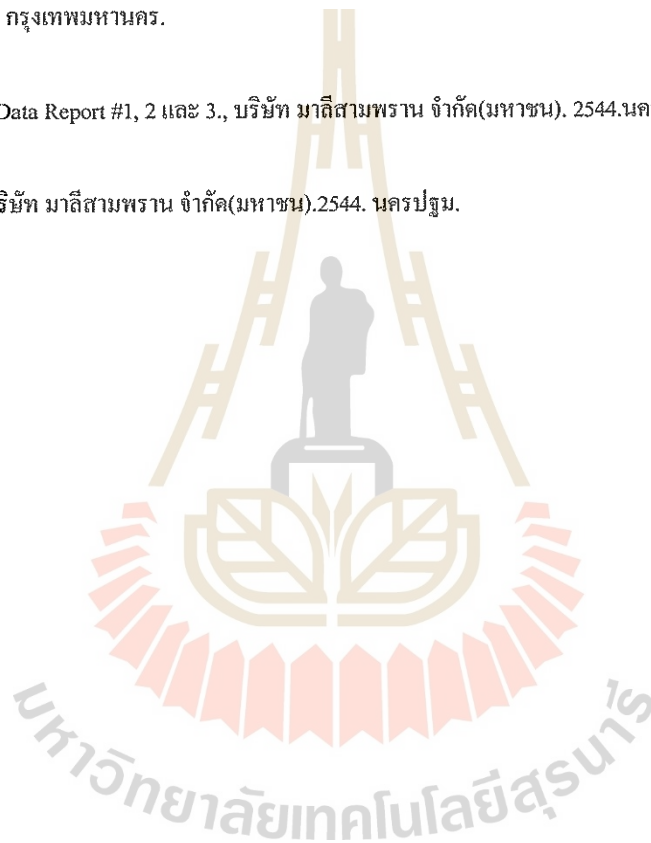 กรุงเทพมหานคร.
Data Report #1, 2 และ 3., บริษัท มาลีสามพราน จำกัด(มหาชน). 2544.นค
ริษัท มาลีสามพราน จำกัด(มหาชน).2544. นครปฐม.
มหาวิทยาลัยเทคโนโลยีสุรนารี